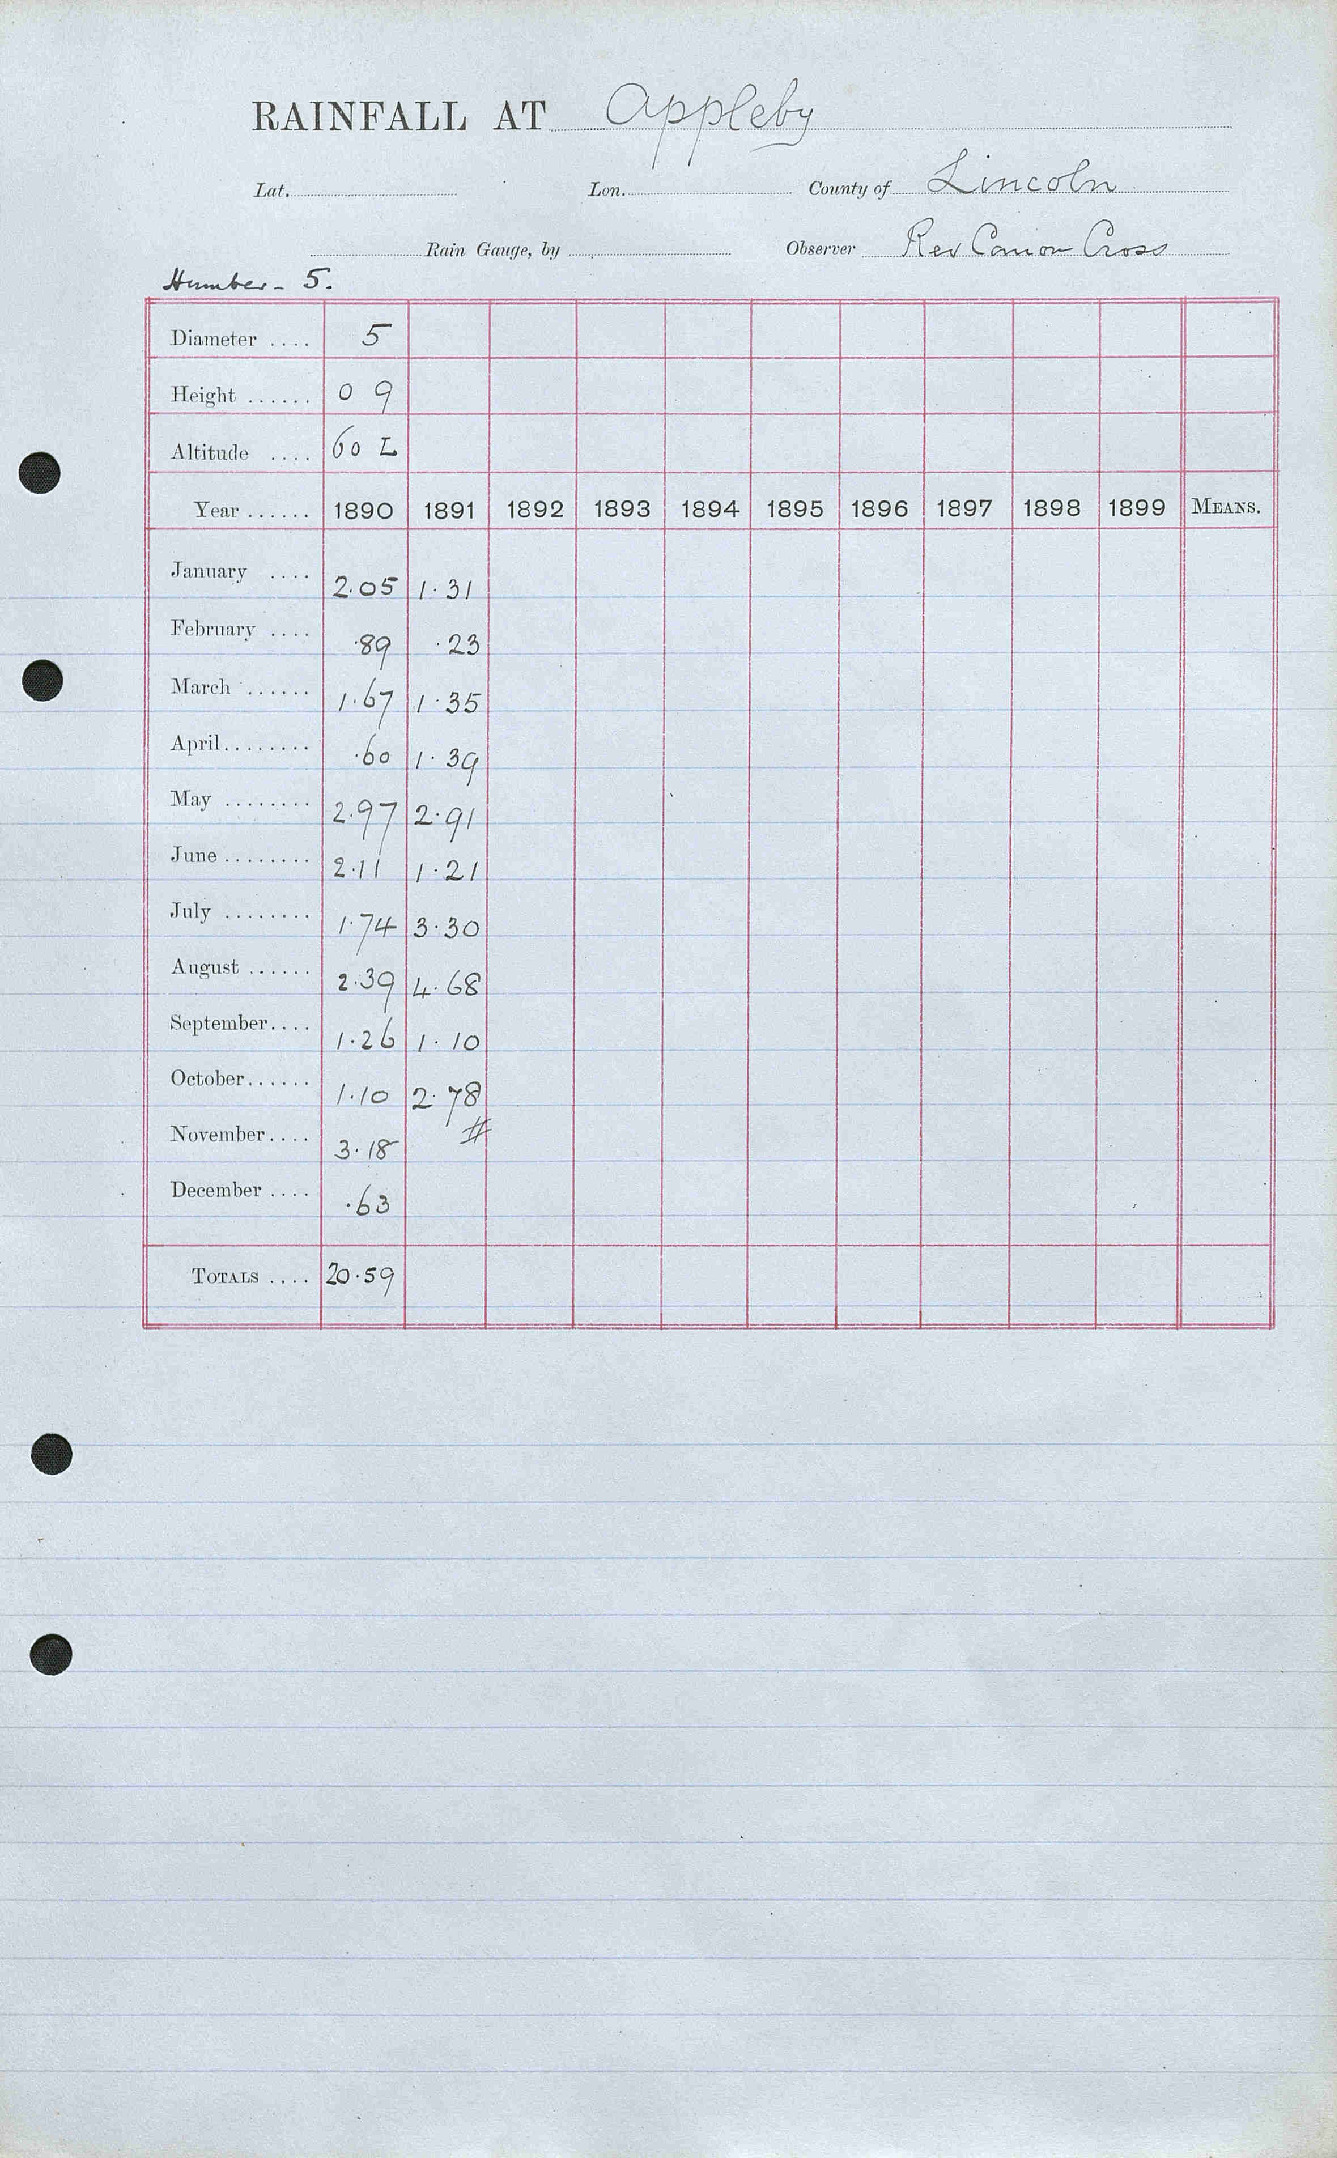 RAINFALL AT Appleby
Lat. Lon. County of Lincoln
Rain Gauge, by Observer Rev Canon Cross
Humber - 5.
Diameter .... 5
Height ...... 0 9
Altitude .... 60 L
Year ...... 1890 1891 1892 1893 1894 1895 1896 1897 1898 1899 MEANS.
January .... 2.05 1.31
February .... .89 .23
March ...... 1.67 1.35
April ........ .60 1.39
May ........ 2.97 2.91
June ........ 2.11 1.21
July ........ 1.74 3.30
August ...... 2.39 4.68
September .... 1.26 1.10
October ...... 1.10 2.78
November .... 3.18 #
December .... .63
TOTALS .... 20.59